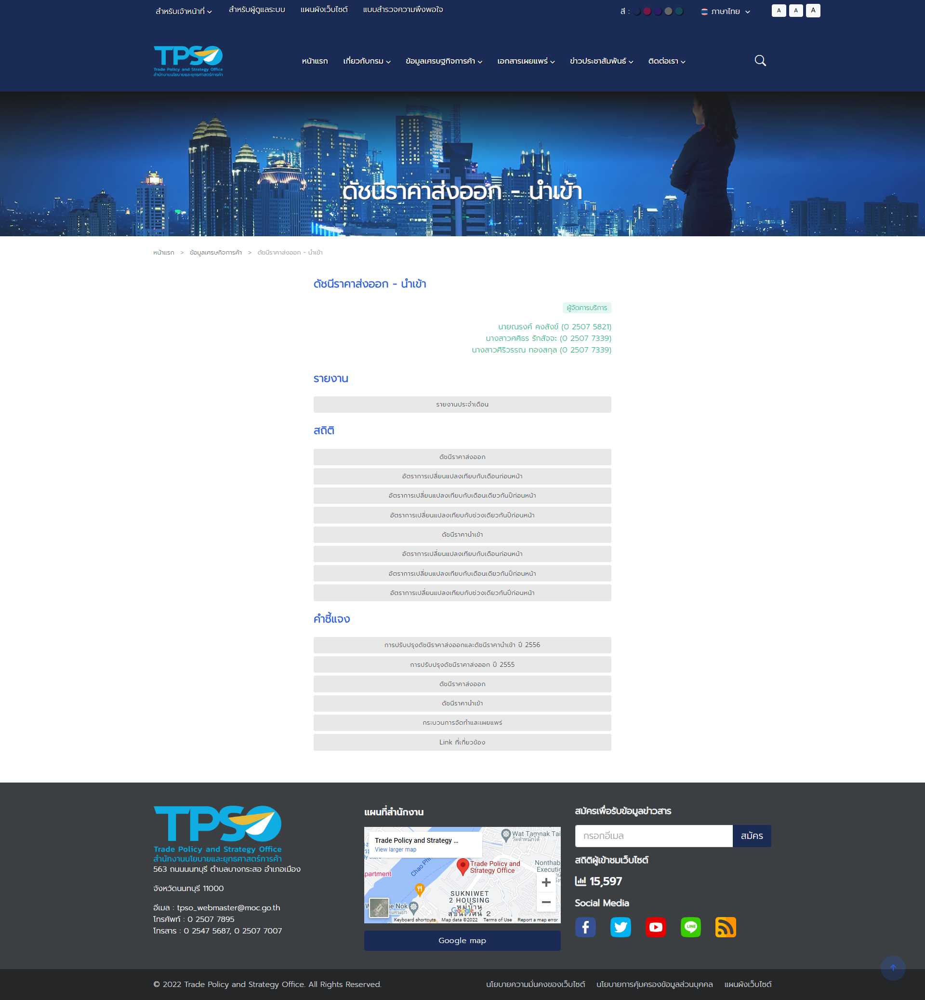 สำหรับเจ้าหน้าที่ สำหรับผู้ดูแลระบบ แผนผังเว็บไซต์ แบบสำรวจความพึงพอใจ สี : ภาษาไทย A A A
TPSO
Trade Policy and Strategy Office
สำนักงานนโยบายและยุทธศาสตร์การค้า
หน้าแรก เกี่ยวกับกรม ข้อมูลเศรษฐกิจการค้า เอกสารเผยแพร่ ข่าวประชาสัมพันธ์ ติดต่อเรา
ดัชนีราคาส่งออก - นำเข้า
หน้าแรก > ข้อมูลเศรษกิจการค้า > ดัชนีราคาส่งออก - นำเข้า
ดัชนีราคาส่งออก - นำเข้า
ผู้จัดการบริการ
นายณรงค์ คงสังข์ (0 2507 5821)
นางสาวศศิธร รักสัจจะ (0 2507 7339)
นางสาวศิริวรรณ ทองสกุล (0 2507 7339)
รายงาน
รายงานประจำเดือน
สถิติ
ดัชนีราคาส่งออก
อัตราการเปลี่ยนแปลงเทียบกับเดือนก่อนหน้า
อัตราการเปลี่ยนแปลงเทียบกับเดือนเดียวกันปีก่อนหน้า
อัตราการเปลี่ยนแปลงเทียบกับช่วงเดียวกันปีก่อนหน้า
ดัชนีราคานำเข้า
อัตราการเปลี่ยนแปลงเทียบกับเดือนก่อนหน้า
อัตราการเปลี่ยนแปลงเทียบกับเดือนเดียวกันปีก่อนหน้า
อัตราการเปลี่ยนแปลงเทียบกับช่วงเดียวกันปีก่อนหน้า
คำชี้แจง
การปรับปรุงดัชนีราคาส่งออกและดัชนีราคานำเข้า ปี 2556
การปรับปรุงดัชนีราคาส่งออก ปี 2555
ดัชนีราคาส่งออก
ดัชนีราคานำเข้า
กระบวนการจัดทำและเผยแพร่
Link ที่เกี่ยวข้อง
TPSO
Trade Policy and Strategy Office
สำนักงานนโยบายและยุทธศาสตร์การค้า
563 ถนนนนทบุรี ตำบลบางกระสอ อำเภอเมือง
จังหวัดนนทบุรี 11000
อีเมล : tpso_webmaster@moc.go.th
โทรศัพท์ : 0 2507 7895
โทรสาร : 0 2547 5687, 0 2507 7007
แผนที่สำนักงาน
Trade Policy and Strategy ...
View larger map
Wat Tamnak Tai
วัดตำหนักใต้
Chao Phr
Trade Policy and
Strategy Office
Nonthab
Executiv
partment
SUKNIWET
2 HOUSING
หมู่บ้าน
สุขนิเวศน์ 2
Google
Keyboard shortcuts Map data ©2022 Terms of Use Report a map error
Google map
สมัครเพื่อรับข้อมูลข่าวสาร
กรอกอีเมล สมัคร
สถิติผู้เข้าชมเว็บไซต์
15,597
Social Media
LINE
© 2022 Trade Policy and Strategy Office. All Rights Reserved. นโยบายความมั่นคงของเว็บไซต์ นโยบายการคุ้มครองข้อมูลส่วนบุคคล แผนผังเว็บไซต์